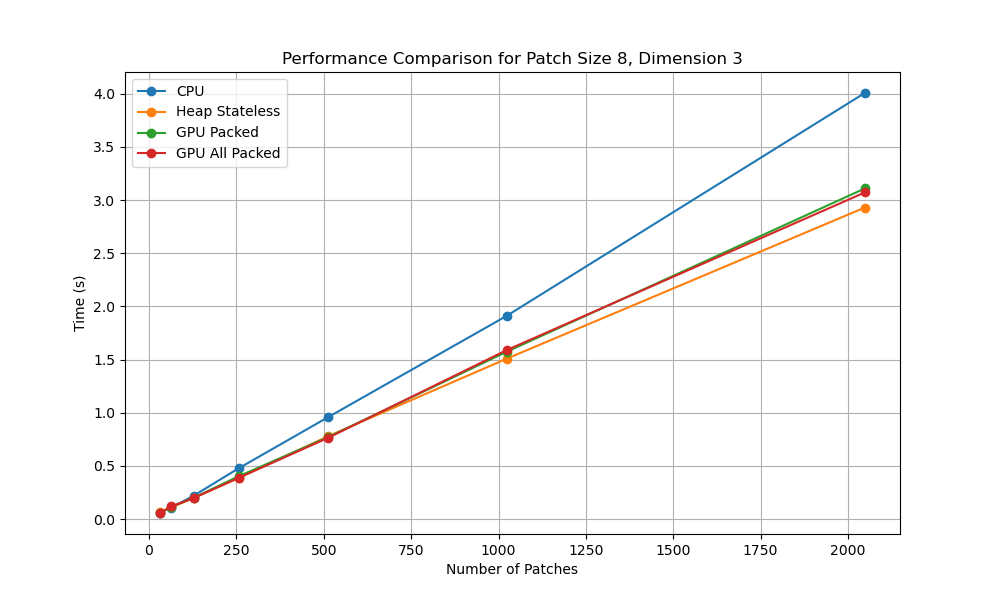 Performance Comparison for Patch Size 8, Dimension 3
CPU
Heap Stateless
GPU Packed
GPU All Packed
4.0
3.5
3.0
2.5
2.0
1.5
1.0
0.5
0.0
Time (s)
0 250 500 750 1000 1250 1500 1750 2000
Number of Patches